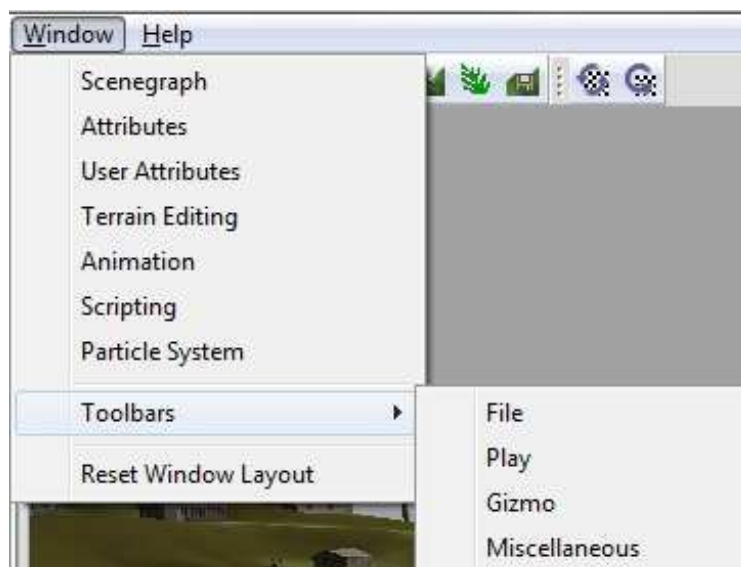 Window Help
Scenegraph
Attributes
User Attributes
Terrain Editing
Animation
Scripting
Particle System
Toolbars
Reset Window Layout
File
Play
Gizmo
Miscellaneous